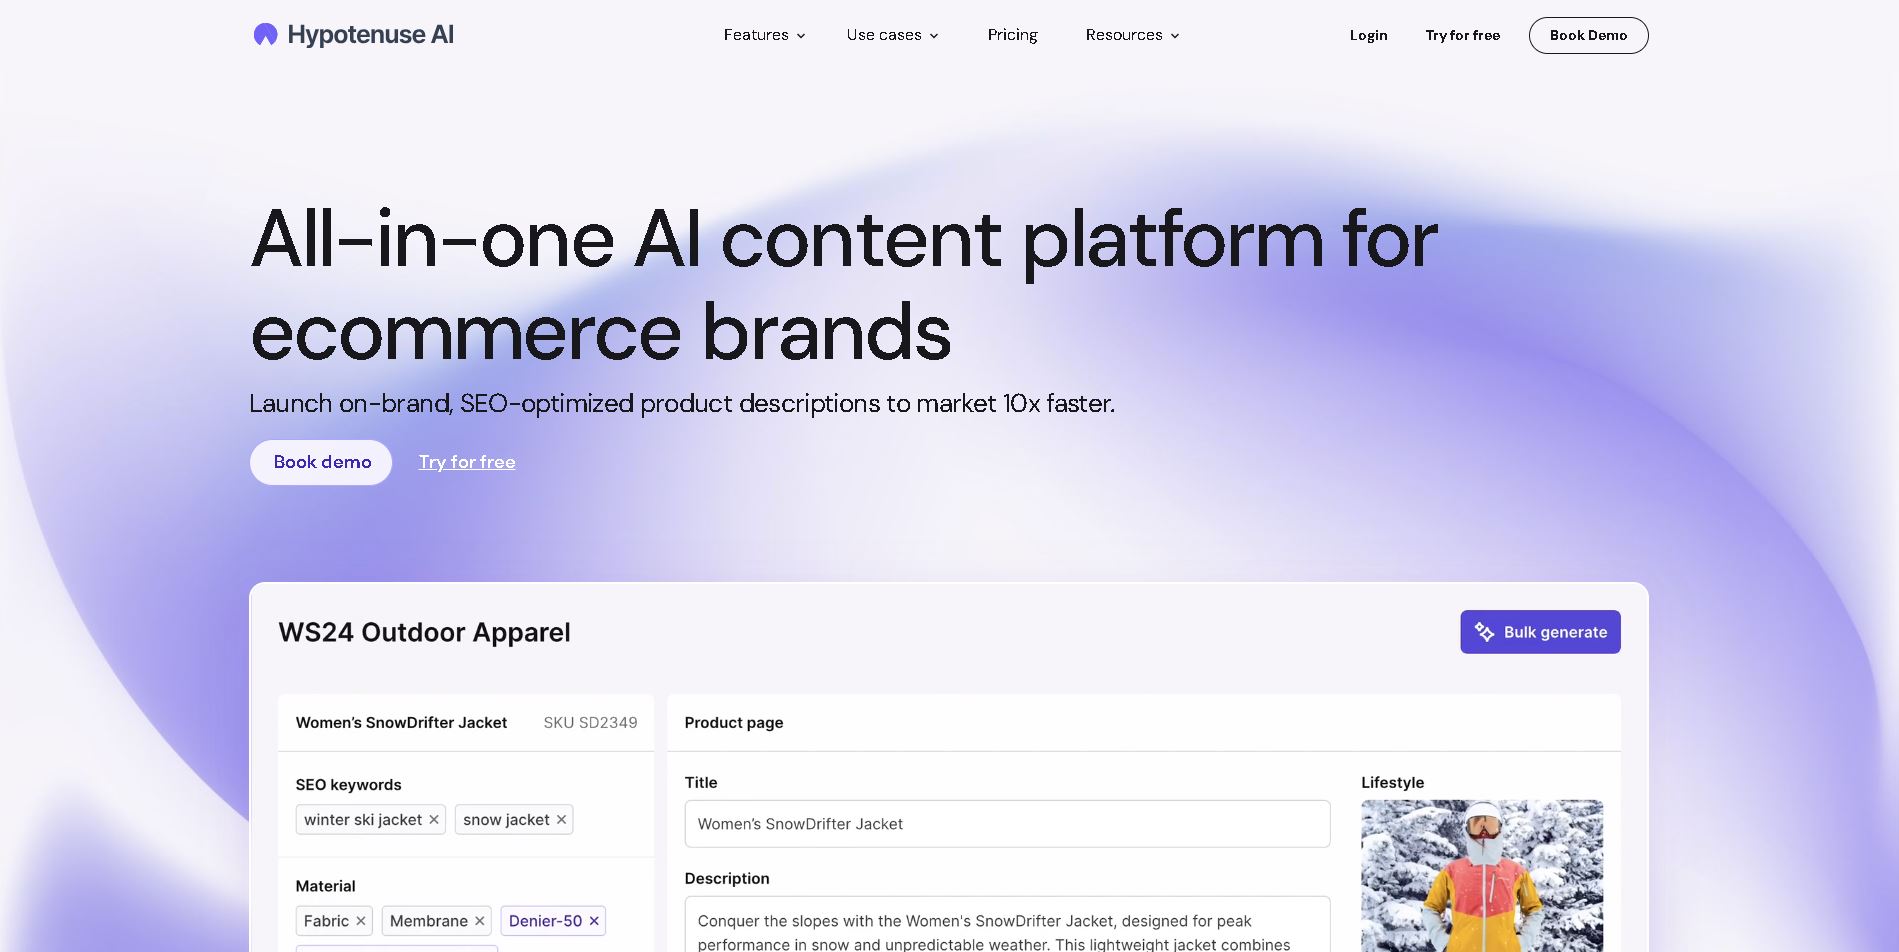 Hypotenuse AI
Features
Use cases
Pricing
Resources
Login
Try for free
Book Demo
All-in-one AI content platform for
ecommerce brands
Launch on-brand, SEO-optimized product descriptions to market 10x faster.
Book demo
Try for free
WS24 Outdoor Apparel
Bulk generate
Women's SnowDrifter Jacket SKU SD2349
SEO keywords
winter ski jacket × snow jacket ×
Material
Fabric × Membrane × Denier-50 ×
Product page
Title
Women's SnowDrifter Jacket
Description
Conquer the slopes with the Women's SnowDrifter Jacket, designed for peak
performance in snow and unpredictable weather. This lightweight jacket combines
Lifestyle